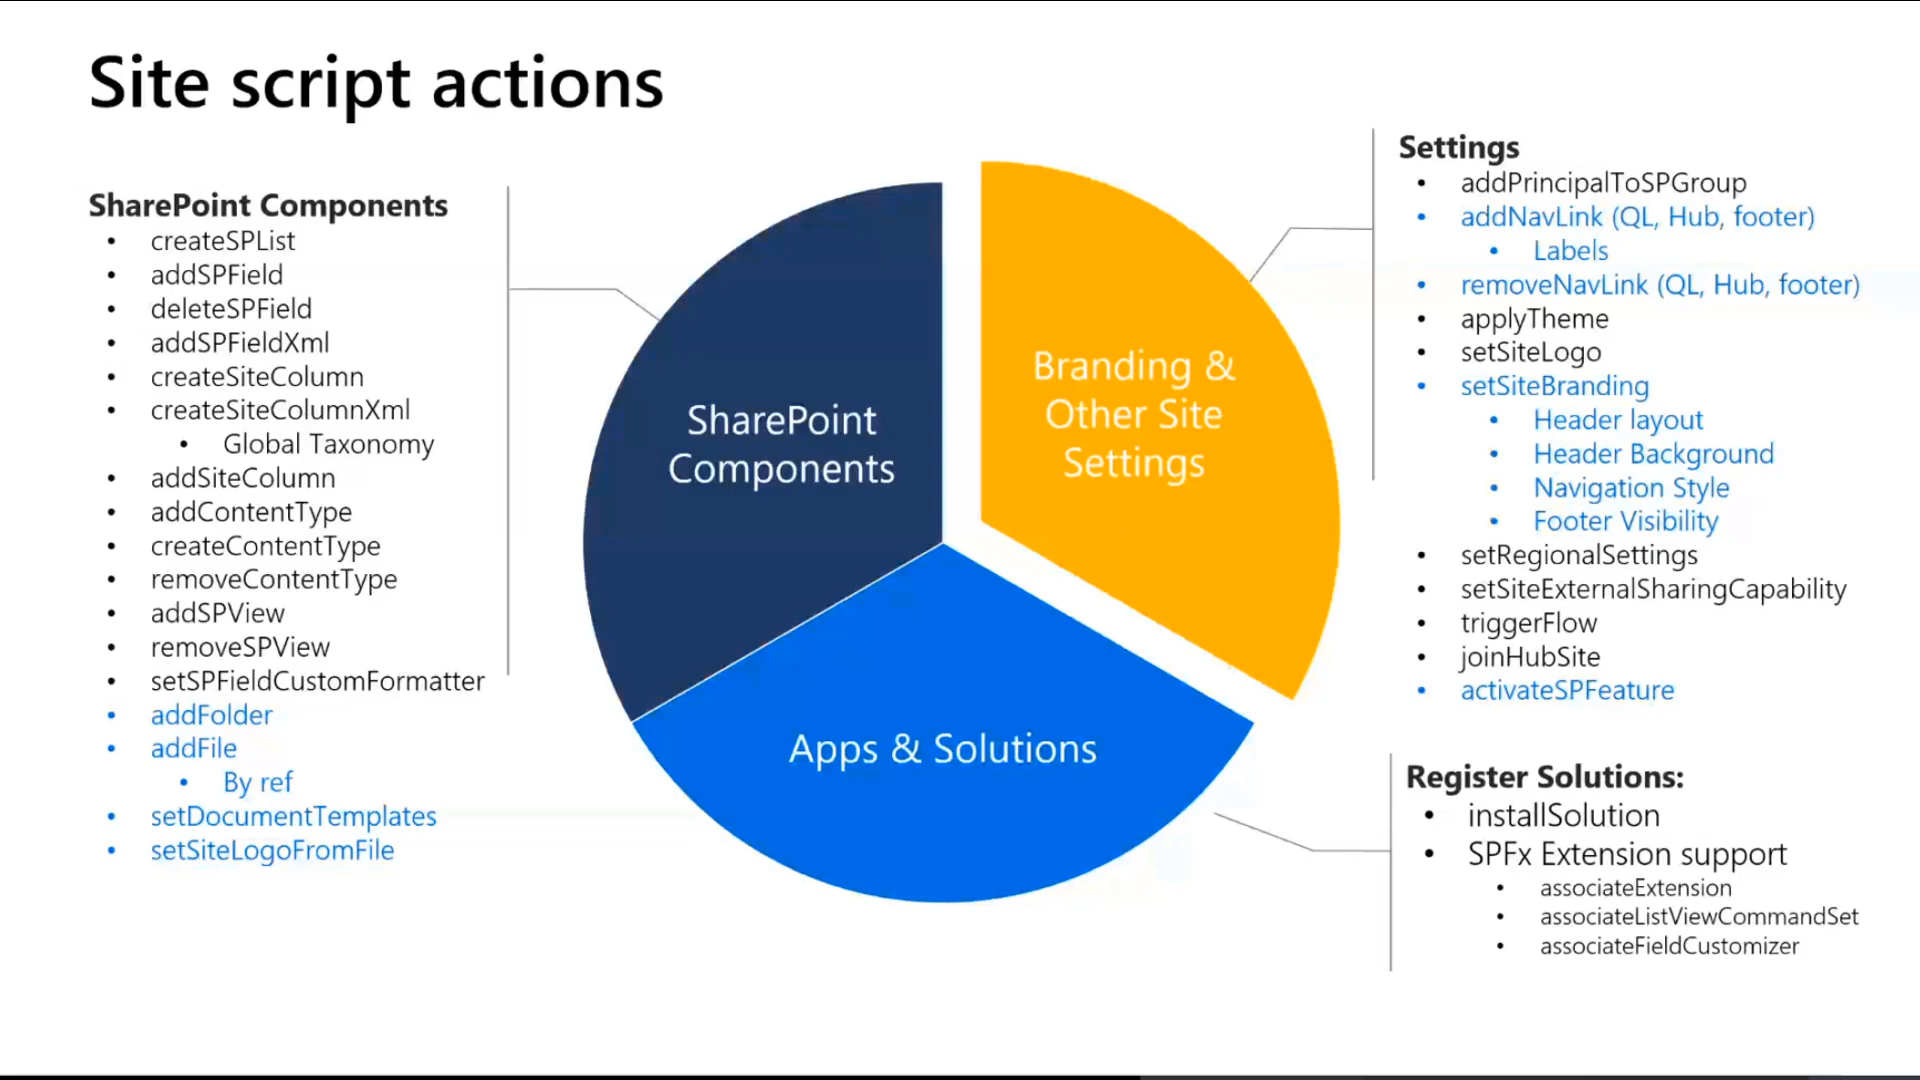 Site script actions
SharePoint Components
• createSPList
• addSPField
• deleteSPField
• addSPFieldXml
• createSiteColumn
• createSiteColumnXml
• Global Taxonomy
• addSiteColumn
• addContentType
• createContentType
• removeContentType
• addSPView
• removeSPView
• setSPFieldCustomFormatter
• addFolder
• addFile
• By ref
• setDocumentTemplates
• setSiteLogoFromFile
SharePoint
Components
Branding &
Other Site
Settings
Apps & Solutions
Settings
• addPrincipalToSPGroup
• addNavLink (QL, Hub, footer)
• Labels
• removeNavLink (QL, Hub, footer)
• applyTheme
• setSiteLogo
• setSiteBranding
• Header layout
• Header Background
• Navigation Style
• Footer Visibility
• setRegionalSettings
• setSiteExternalSharingCapability
• triggerFlow
• joinHubSite
• activateSPFeature
Register Solutions:
• installSolution
• SPFx Extension support
• associateExtension
• associateListViewCommandSet
• associateFieldCustomizer